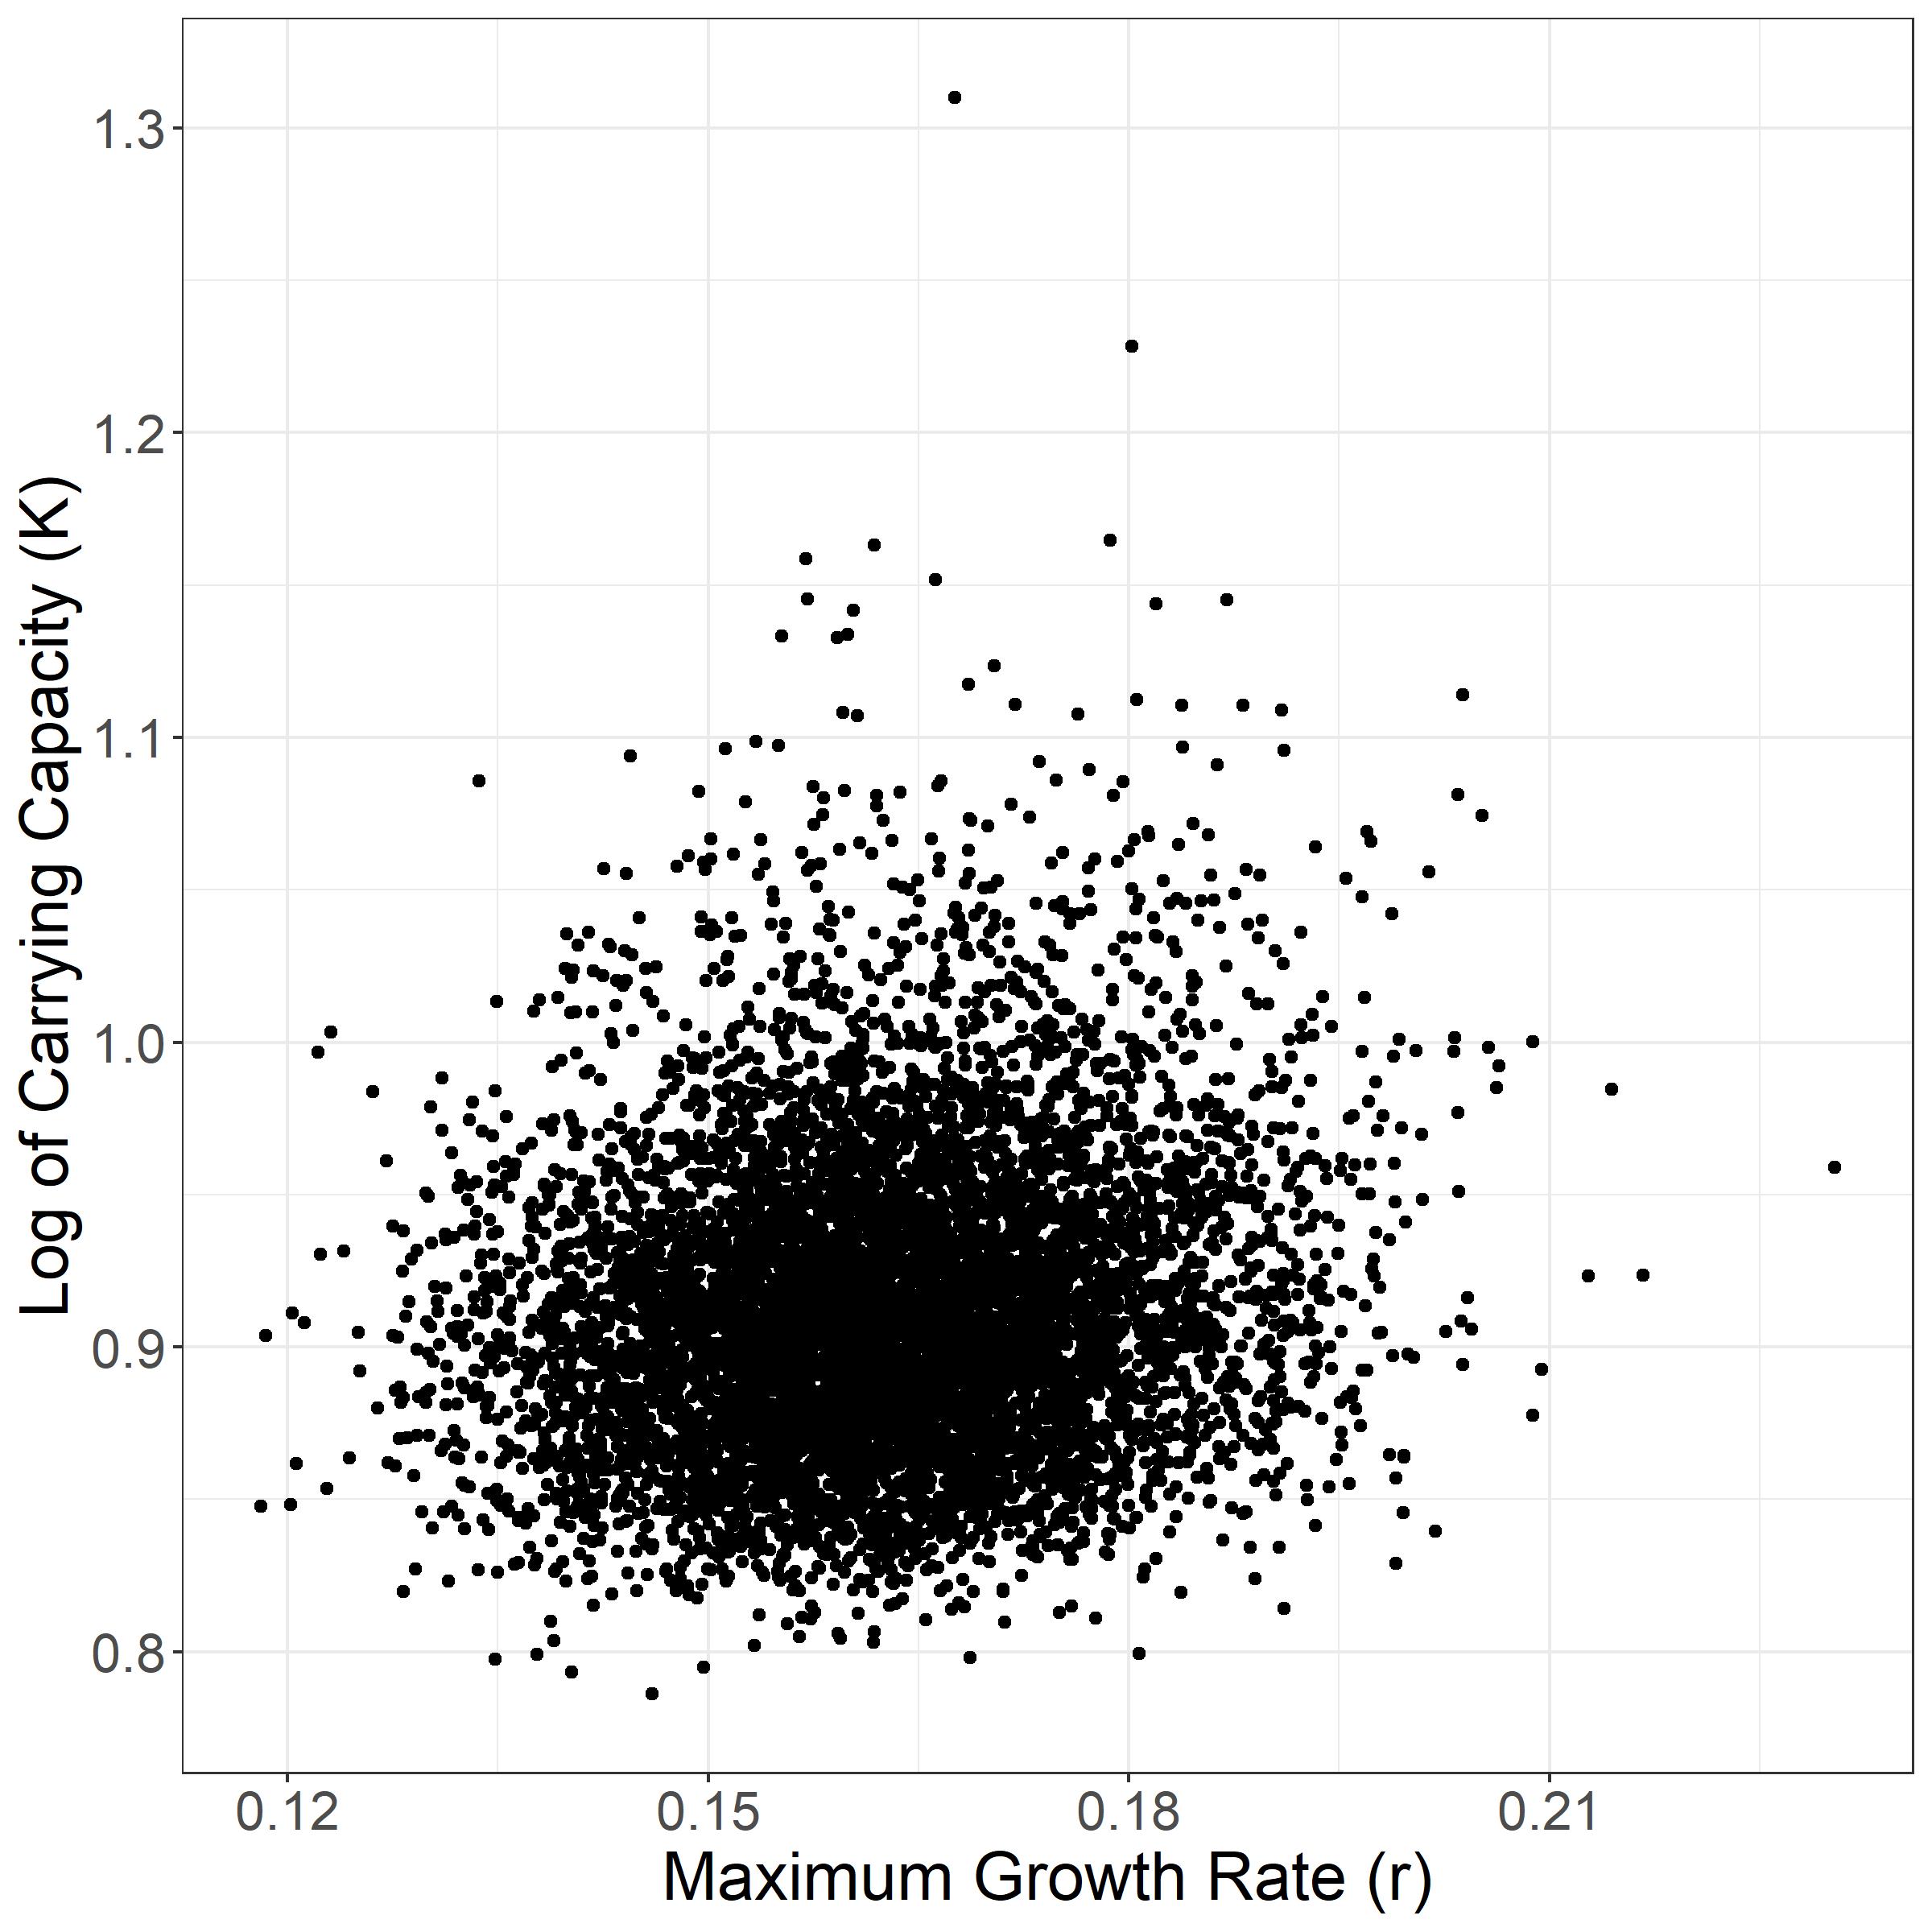 Log of Carrying Capacity (K)
1.3
1.2
1.1
1.0
0.9
0.8
0.12 0.15 0.18 0.21
Maximum Growth Rate (r)